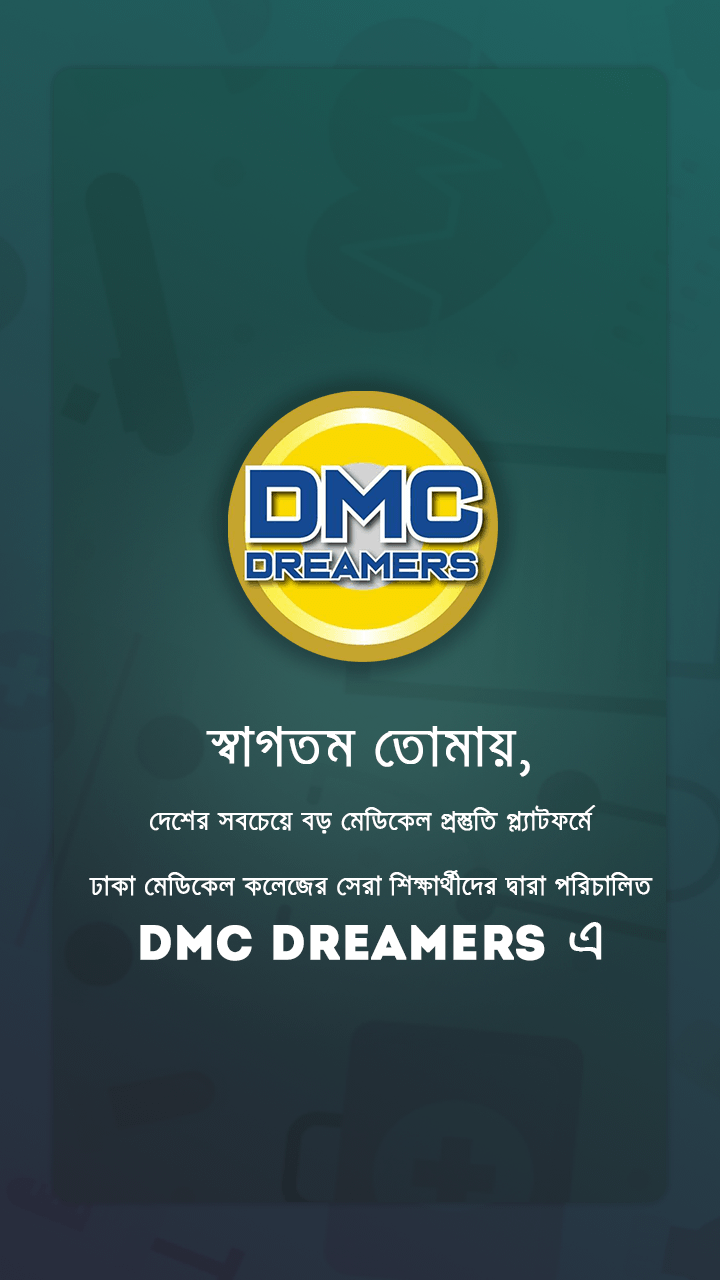 DMC
DREAMERS
স্বাগতম তোমায়,
দেশের সবচেয়ে বড় মেডিকেল প্রস্তুতি প্ল্যাটফর্মে
ঢাকা মেডিকেল কলেজের সেরা শিক্ষার্থীদের দ্বারা পরিচালিত
DMC DREAMERS এ